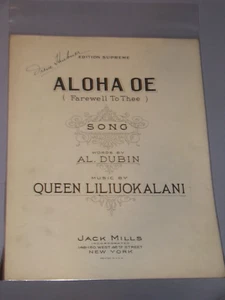 EDITION SUPREME
ALOHA OE
( Farewell To Thee )
SONG
WORDS BY
AL. DUBIN
MUSIC BY
QUEEN LILIUOKALANI
JACK MILLS
NEW YORK